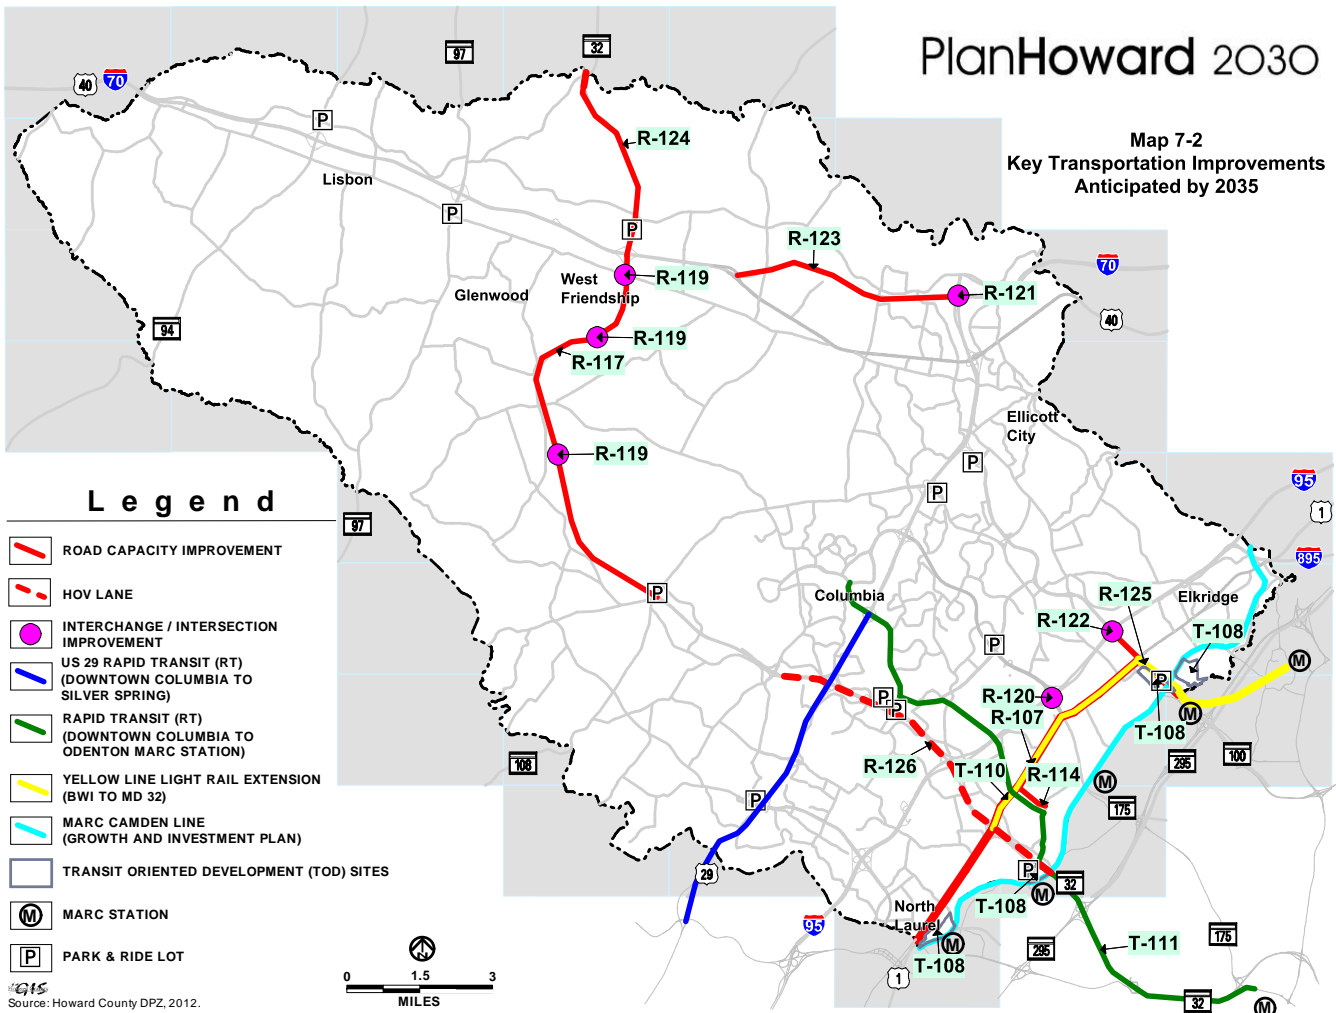 PlanHoward 2030
Map 7-2
Key Transportation Improvements
Anticipated by 2035
97
32
40
70
P
Lisbon
R-124
P
P
R-123
70
West
Friendship
R-119
Glenwood
R-121
40
94
R-119
R-117
Ellicott
City
R-119
P
P
95
1
97
895
P
Columbia
R-125
Elkridge
R-122
T-108
P
M
P
R-120
P
P
R-107
M
T-108
R-126
T-110
R-114
295
100
108
M
P
175
29
P
32
M
T-108
North
Laurel
95
M
T-108
295
175
T-111
1
32
M
Legend
ROAD CAPACITY IMPROVEMENT
HOV LANE
INTERCHANGE / INTERSECTION
IMPROVEMENT
US 29 RAPID TRANSIT (RT)
(DOWNTOWN COLUMBIA TO
SILVER SPRING)
RAPID TRANSIT (RT)
(DOWNTOWN COLUMBIA TO
ODENTON MARC STATION)
YELLOW LINE LIGHT RAIL EXTENSION
(BWI TO MD 32)
MARC CAMDEN LINE
(GROWTH AND INVESTMENT PLAN)
TRANSIT ORIENTED DEVELOPMENT (TOD) SITES
M MARC STATION
P PARK & RIDE LOT
GIS
Source: Howard County DPZ, 2012.
N
0 1.5 3
MILES